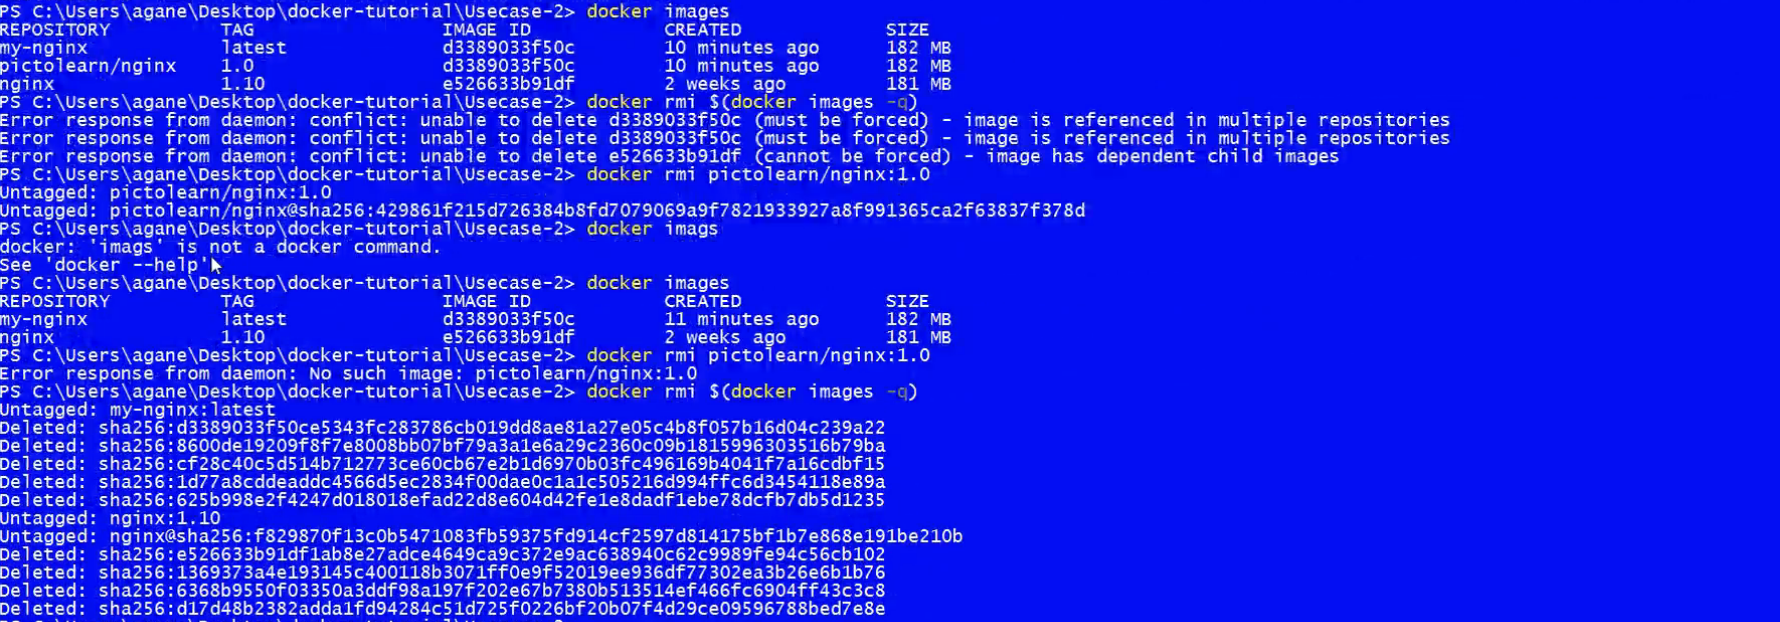 PS C:\Users\agane\Desktop\docker-tutorial\Usecase-2> docker images
REPOSITORY TAG IMAGE ID CREATED SIZE
my-nginx latest d3389033f50c 10 minutes ago 182 MB
pictolearn/nginx 1.0 d3389033f50c 10 minutes ago 182 MB
nginx 1.10 e526633b91df 2 weeks ago 181 MB
PS C:\Users\agane\Desktop\docker-tutorial\Usecase-2> docker rmi $(docker images -q)
Error response from daemon: conflict: unable to delete d3389033f50c (must be forced) - image is referenced in multiple repositories
Error response from daemon: conflict: unable to delete d3389033f50c (must be forced) - image is referenced in multiple repositories
Error response from daemon: conflict: unable to delete e526633b91df (cannot be forced) - image has dependent child images
PS C:\Users\agane\Desktop\docker-tutorial\Usecase-2> docker rmi pictolearn/nginx:1.0
Untagged: pictolearn/nginx:1.0
Untagged: pictolearn/nginx@sha256:429861f215d726384b8fd7079069a9f7821933927a8f991365ca2f63837f378d
PS C:\Users\agane\Desktop\docker-tutorial\Usecase-2> docker imags
docker: 'imags' is not a docker command.
See 'docker --help'
PS C:\Users\agane\Desktop\docker-tutorial\Usecase-2> docker images
REPOSITORY TAG IMAGE ID CREATED SIZE
my-nginx latest d3389033f50c 11 minutes ago 182 MB
nginx 1.10 e526633b91df 2 weeks ago 181 MB
PS C:\Users\agane\Desktop\docker-tutorial\Usecase-2> docker rmi pictolearn/nginx:1.0
Error response from daemon: No such image: pictolearn/nginx:1.0
PS C:\Users\agane\Desktop\docker-tutorial\Usecase-2> docker rmi $(docker images -q)
Untagged: my-nginx:latest
Deleted: sha256:d3389033f50ce5343fc283786cb019dd8ae81a27e05c4b8f057b16d04c239a22
Deleted: sha256:8600de19209f8f7e8008bb07bf79a3a1e6a29c2360c09b1815996303516b79ba
Deleted: sha256:cf28c40c5d514b712773ce60cb67e2b1d6970b03fc496169b4041f7a16cdbf15
Deleted: sha256:1d77a8cddeaddc4566d5ec2834f00dae0c1a1c505216d994ffc6d3454118e89a
Deleted: sha256:625b998e2f4247d018018efad22d8e604d42fe1e8dadf1ebe78dcfb7db5d1235
Untagged: nginx:1.10
Untagged: nginx@sha256:f829870f13c0b5471083fb59375fd914cf2597d814175bf1b7e868e191be210b
Deleted: sha256:e526633b91df1ab8e27adce4649ca9c372e9ac638940c62c9989fe94c56cb102
Deleted: sha256:1369373a4e193145c400118b3071ff0e9f52019ee936df77302ea3b26e6b1b76
Deleted: sha256:6368b9550f03350a3ddf98a197f202e67b7380b513514ef466fc6904ff43c3c8
Deleted: sha256:d17d48b2382adda1fd94284c51d725f0226bf20b07f4d29ce09596788bed7e8e